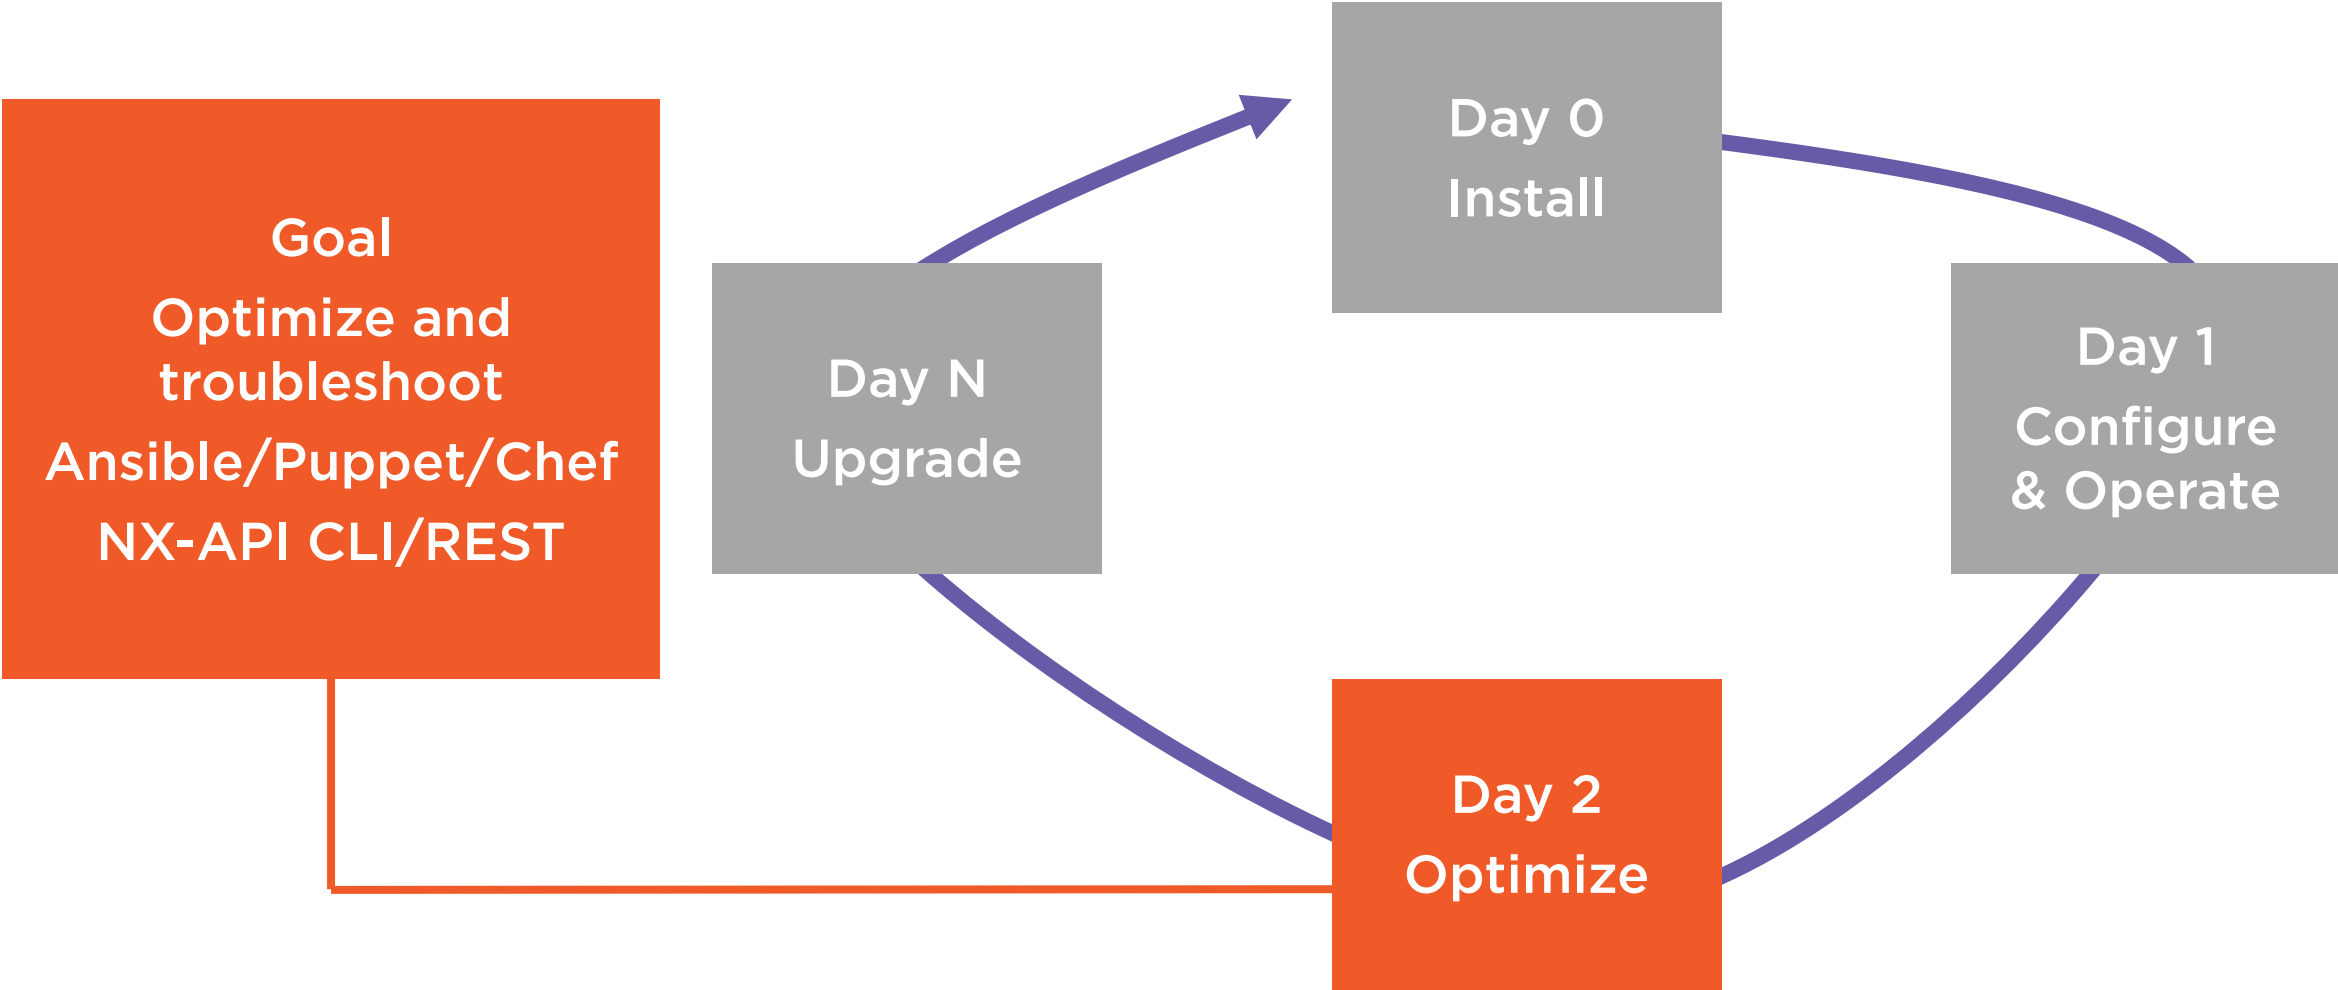 Goal
Optimize and
troubleshoot
Ansible/Puppet/Chef
NX-API CLI/REST
Day 0
Install
Day N
Upgrade
Day 1
Configure
& Operate
Day 2
Optimize